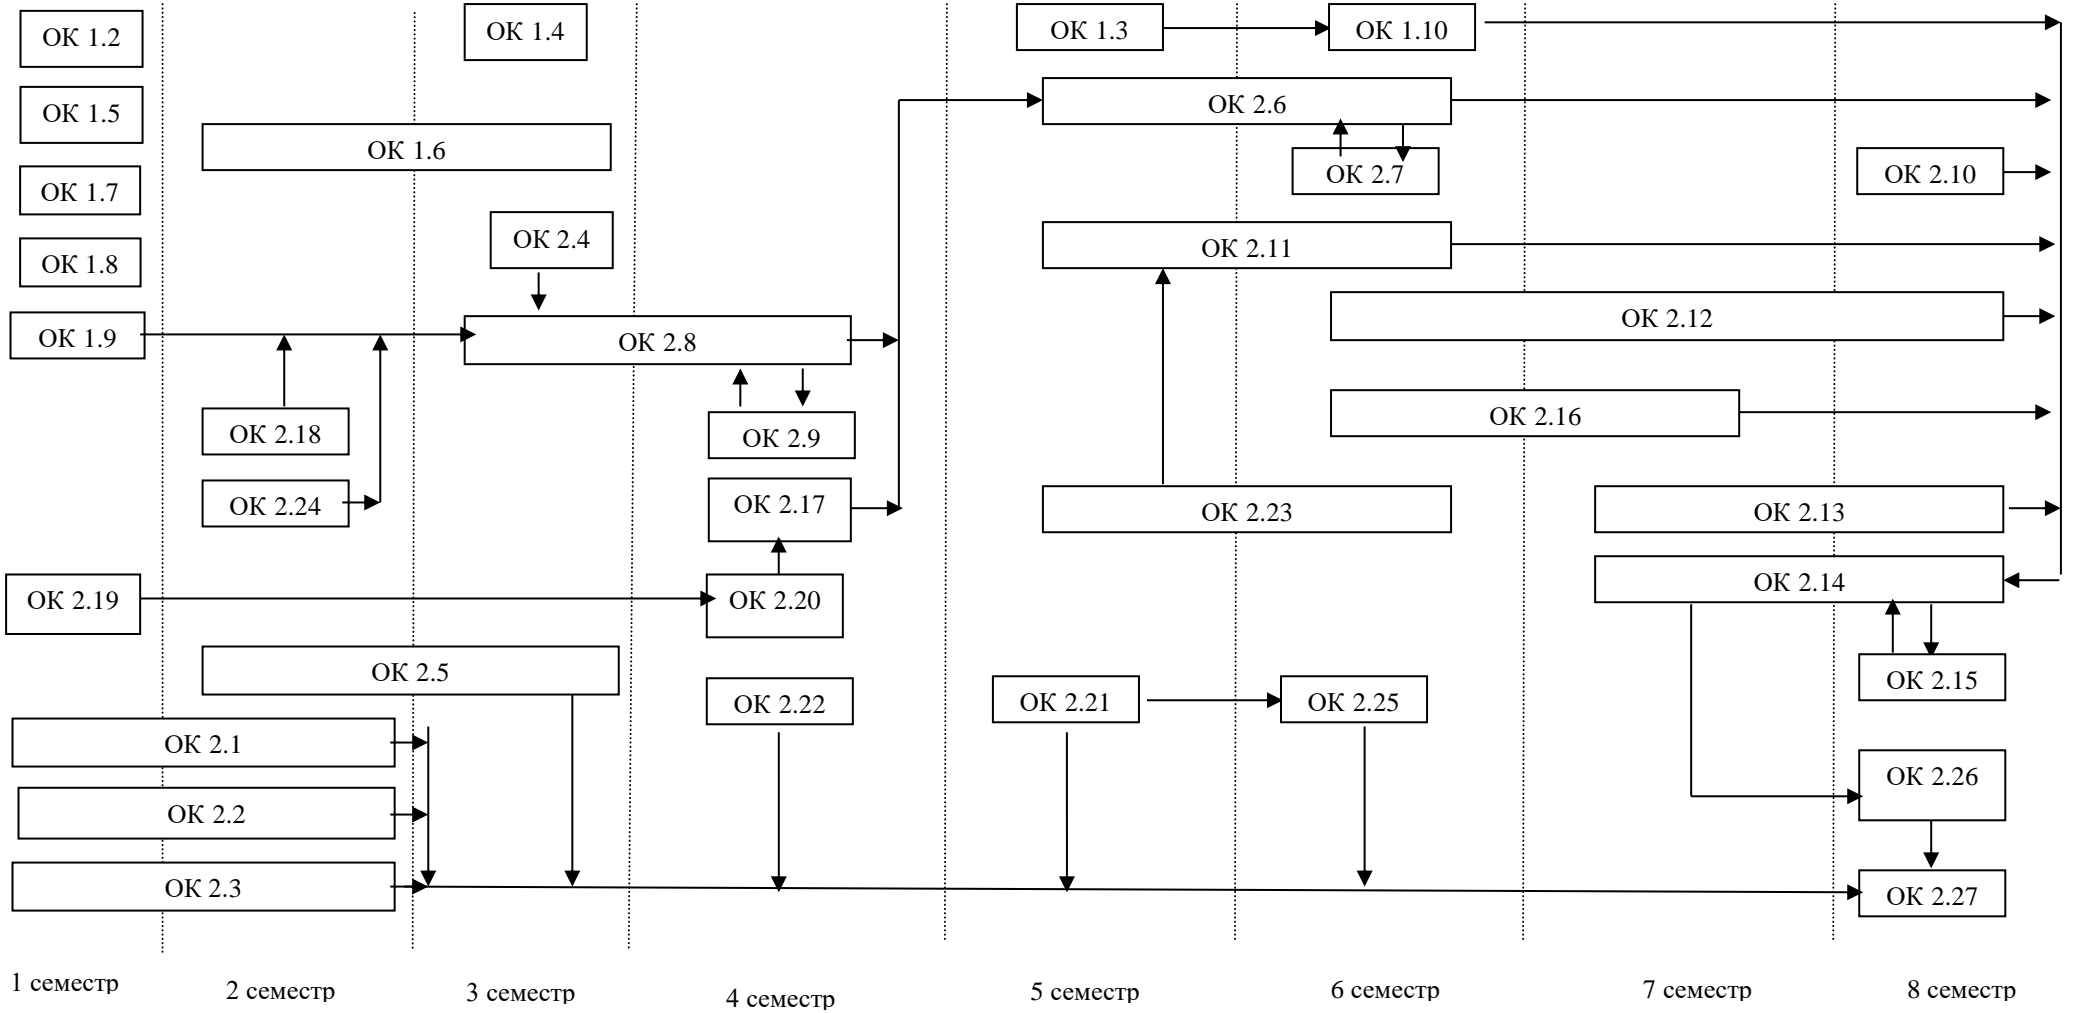 ОК 1.2
ОК 1.4
ОК 1.3
ОК 1.10
ОК 1.5
ОК 2.6
ОК 1.6
ОК 2.7
ОК 2.10
ОК 1.7
ОК 2.4
ОК 2.11
ОК 1.8
ОК 2.12
ОК 1.9
ОК 2.8
ОК 2.16
ОК 2.18
ОК 2.9
ОК 2.24
ОК 2.17
ОК 2.23
ОК 2.13
ОК 2.14
ОК 2.19
ОК 2.20
ОК 2.5
ОК 2.15
ОК 2.22
ОК 2.21
ОК 2.25
ОК 2.1
ОК 2.26
ОК 2.2
ОК 2.3
ОК 2.27
1 семестр
2 семестр
3 семестр
4 семестр
5 семестр
6 семестр
7 семестр
8 семестр